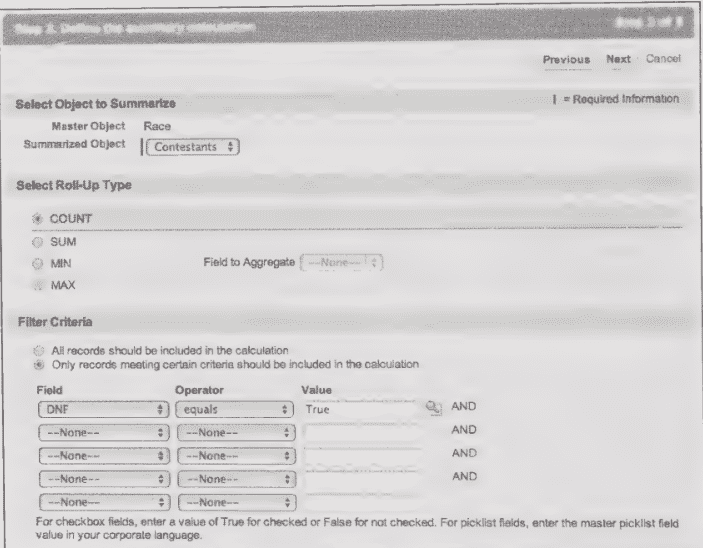 Step 3. Define the summary calculation Step 3 of 5
Previous Next Cancel
Select Object to Summarize
= Required Information
Master Object Race
Summarized Object Contestants
Select Roll-Up Type
COUNT
SUM
MIN
Field to Aggregate --None--
MAX
Filter Criteria
All records should be included in the calculation
Only records meeting certain criteria should be included in the calculation
Field Operator Value
DNF equals True AND
--None-- --None-- AND
--None-- --None-- AND
--None-- --None-- AND
--None-- --None--
For checkbox fields, enter a value of True for checked or False for not checked. For picklist fields, enter the master picklist field
value in your corporate language.